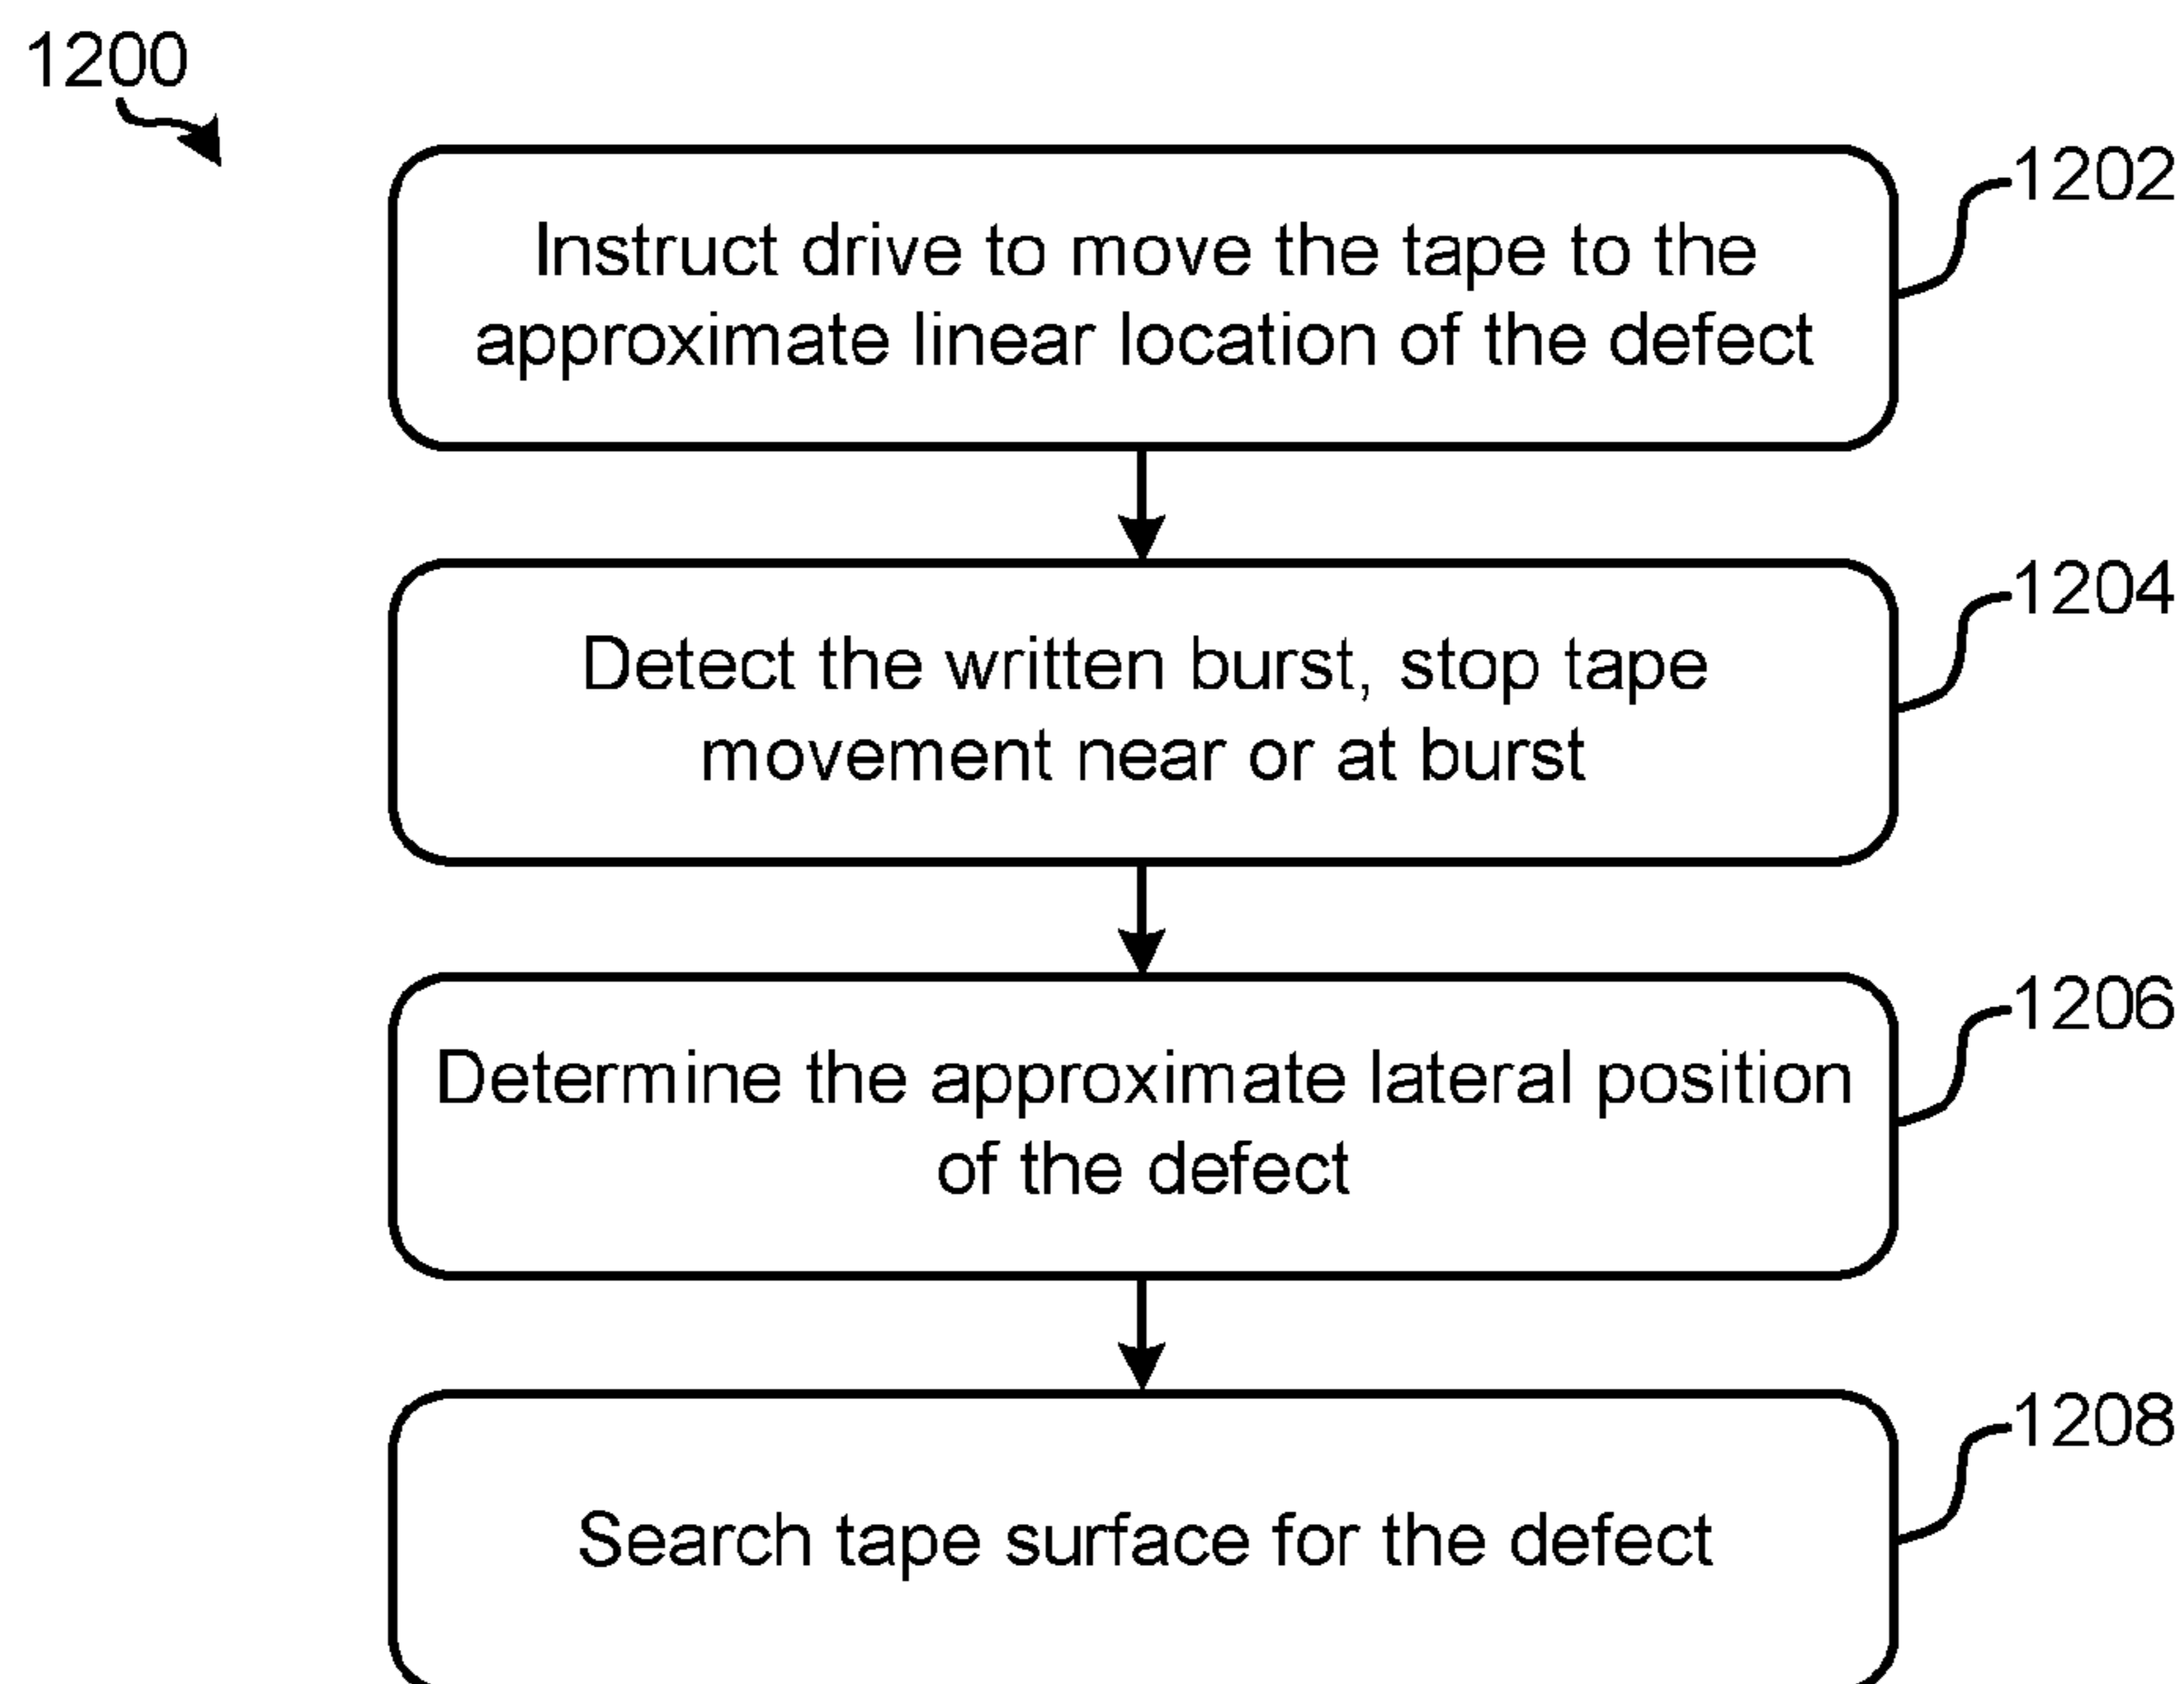 1200
1202
Instruct drive to move the tape to the
approximate linear location of the defect
1204
Detect the written burst, stop tape
movement near or at burst
1206
Determine the approximate lateral position
of the defect
1208
Search tape surface for the defect